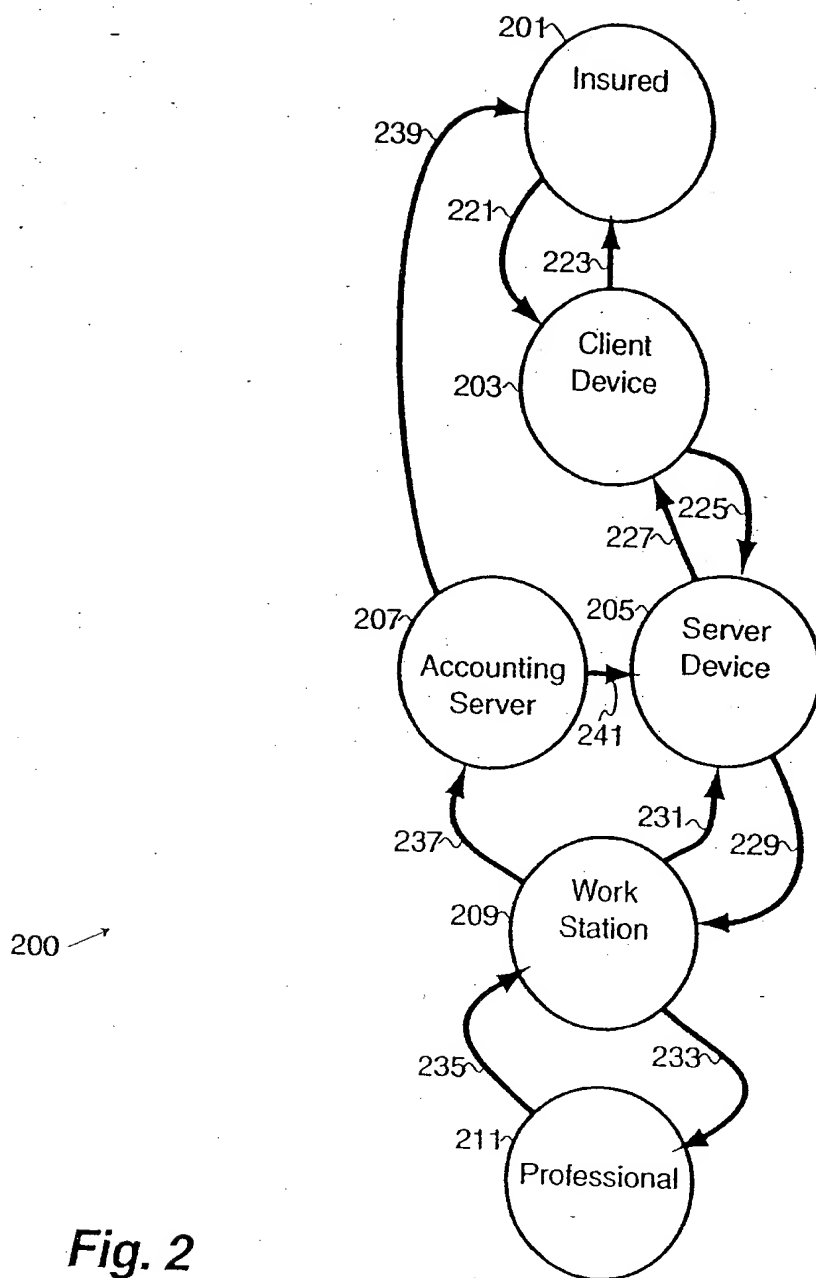 201
Insured
239
221
223
Client
Device
203
225
227
205
207
Server
Device
Accounting
Server
241
231
237
229
Work
Station
209
200
235
233
211
Professional
Fig. 2